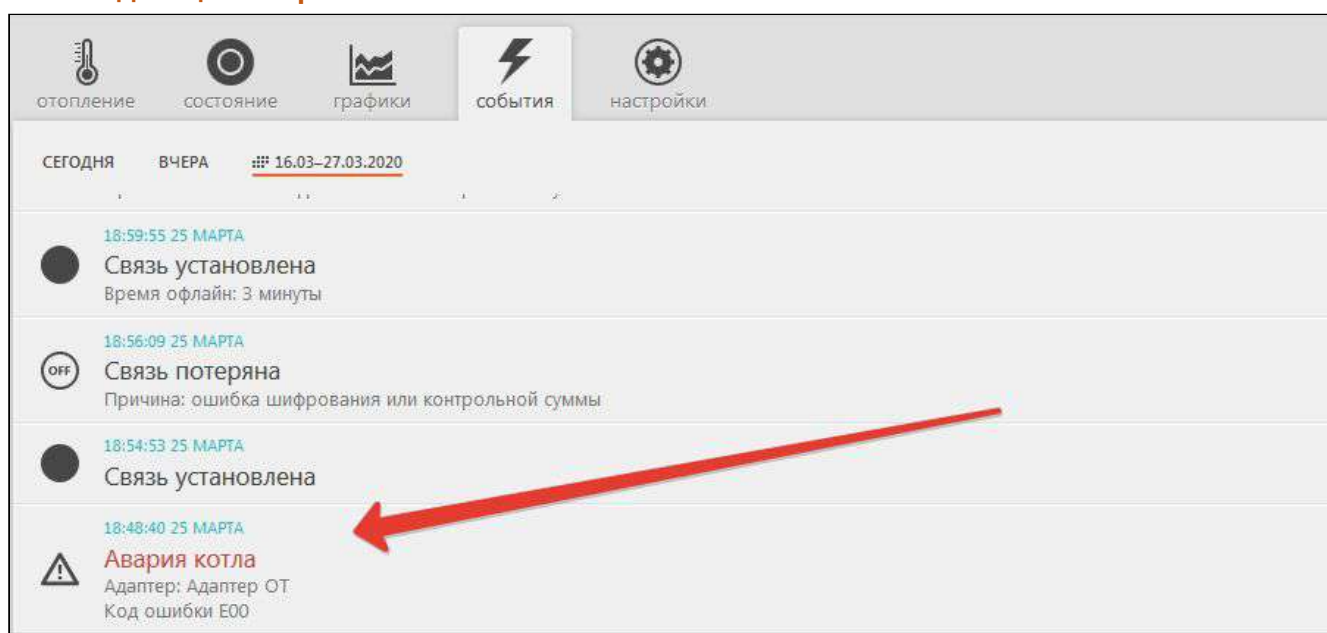 отопление
состояние
графики
события
настройки
СЕГОДНЯ
ВЧЕРА
16.03–27.03.2020
18:59:55 25 МАРТА
Связь установлена
Время офлайн: 3 минуты
18:56:09 25 МАРТА
OFF
Связь потеряна
Причина: ошибка шифрования или контрольной суммы
18:54:53 25 МАРТА
Связь установлена
18:48:40 25 МАРТА
Авария котла
Адаптер: Адаптер ОТ
Код ошибки E00